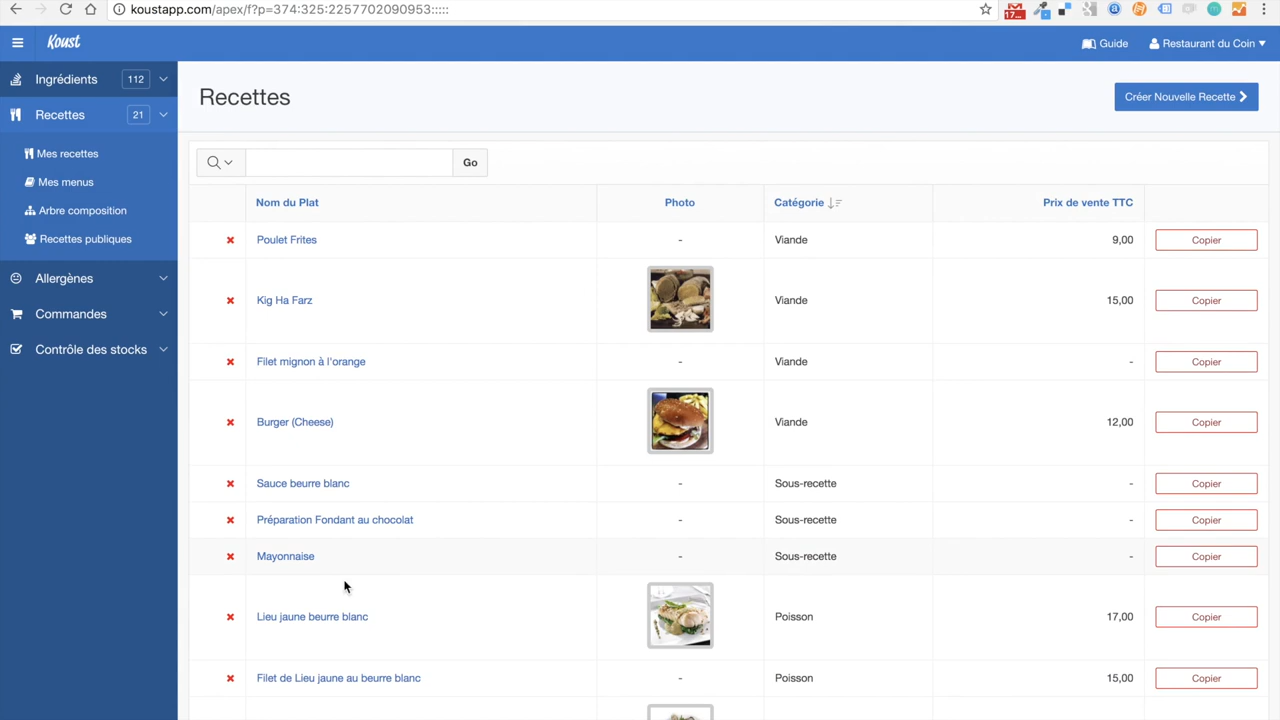 koustapp.com/apex/f?p=374:325:2257702090953:::::
17...
Koust
Guide
Restaurant du Coin
Ingrédients 112
Recettes 21
Mes recettes
Mes menus
Arbre composition
Recettes publiques
Allergènes
Commandes
Contrôle des stocks
Recettes
Créer Nouvelle Recette
Go
Nom du Plat Photo Catégorie Prix de vente TTC
Poulet Frites - Viande 9,00 Copier
Kig Ha Farz Viande 15,00 Copier
Filet mignon à l'orange - Viande - Copier
Burger (Cheese) Viande 12,00 Copier
Sauce beurre blanc - Sous-recette - Copier
Préparation Fondant au chocolat - Sous-recette - Copier
Mayonnaise - Sous-recette - Copier
Lieu jaune beurre blanc Poisson 17,00 Copier
Filet de Lieu jaune au beurre blanc - Poisson 15,00 Copier